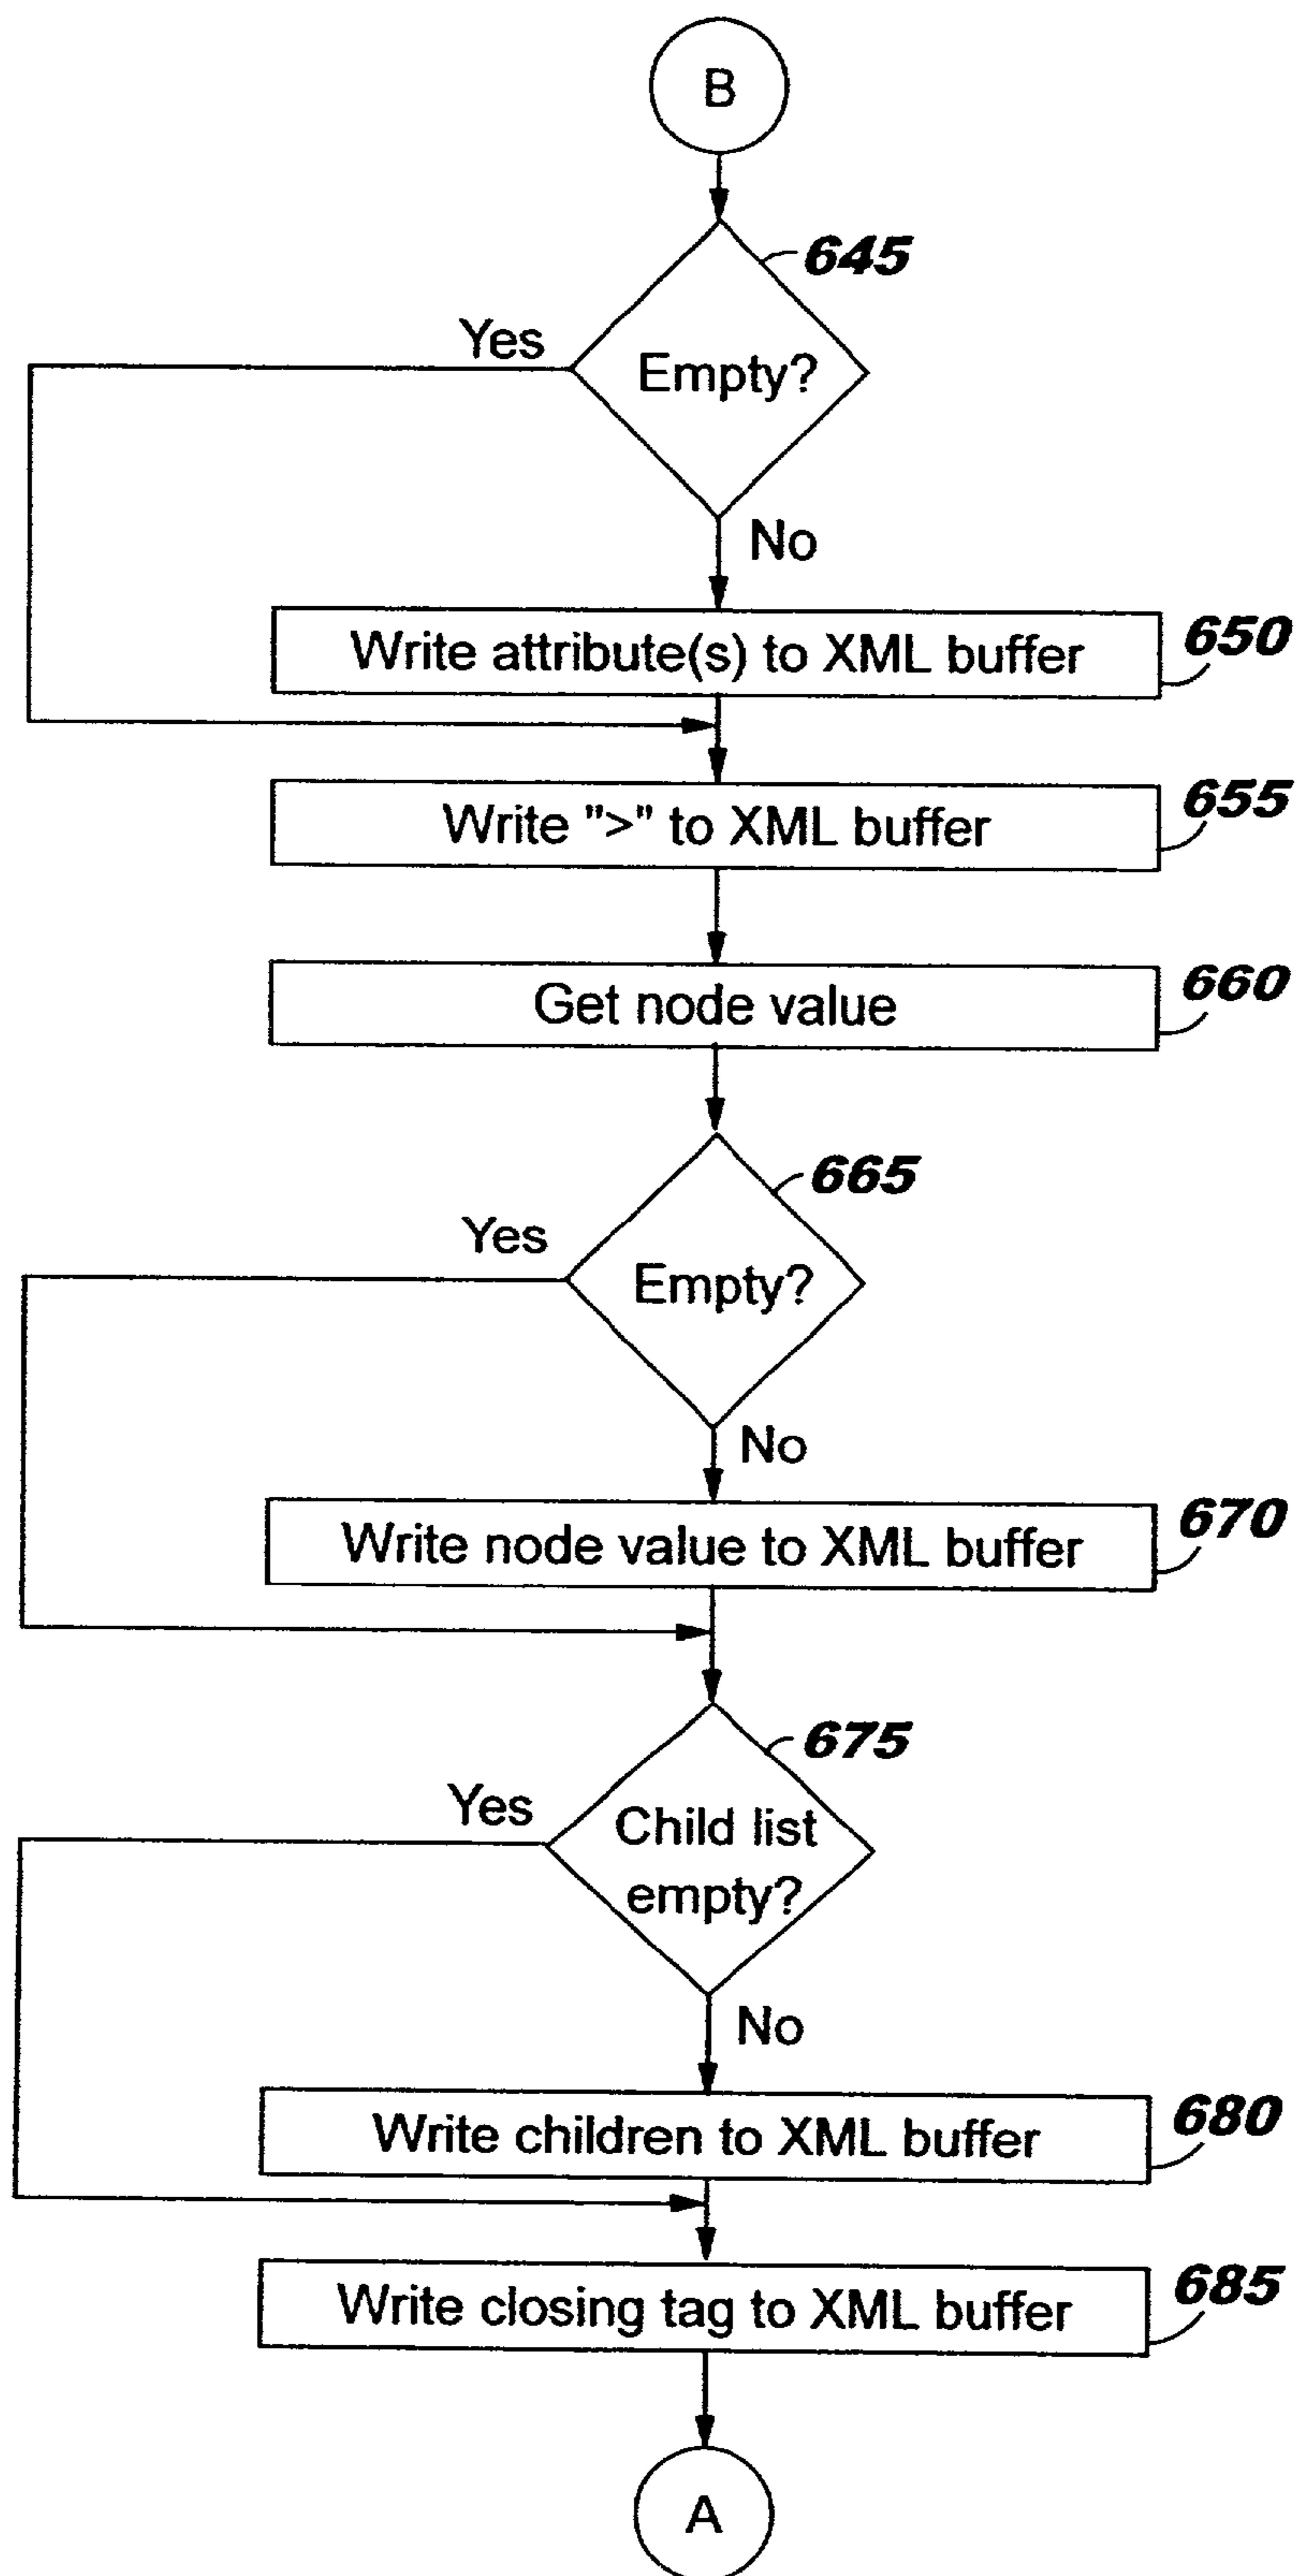 B
645
Yes
Empty?
No
Write attribute(s) to XML buffer
650
Write ">" to XML buffer
655
Get node value
660
665
Yes
Empty?
No
Write node value to XML buffer
670
675
Yes
Child list
empty?
No
Write children to XML buffer
680
Write closing tag to XML buffer
685
A